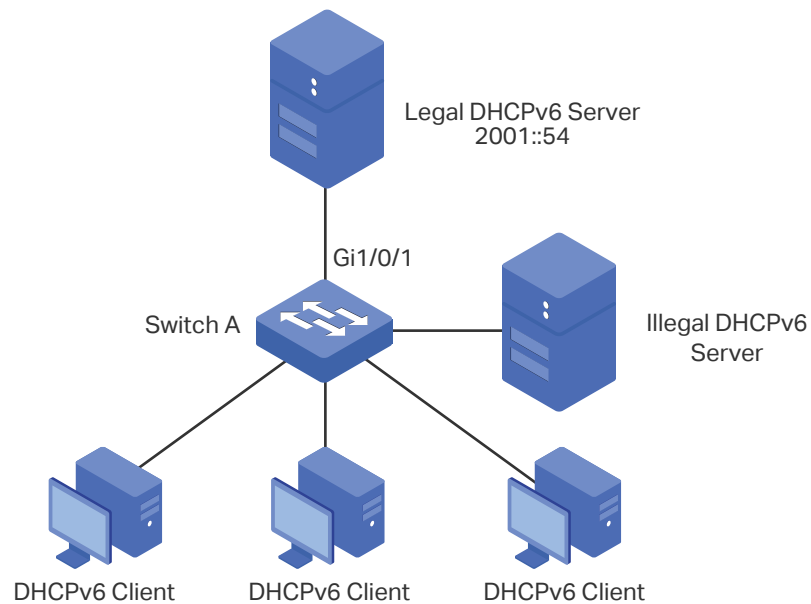 Legal DHCPv6 Server
2001::54
Gi1/0/1
Switch A
Illegal DHCPv6
Server
DHCPv6 Client
DHCPv6 Client
DHCPv6 Client